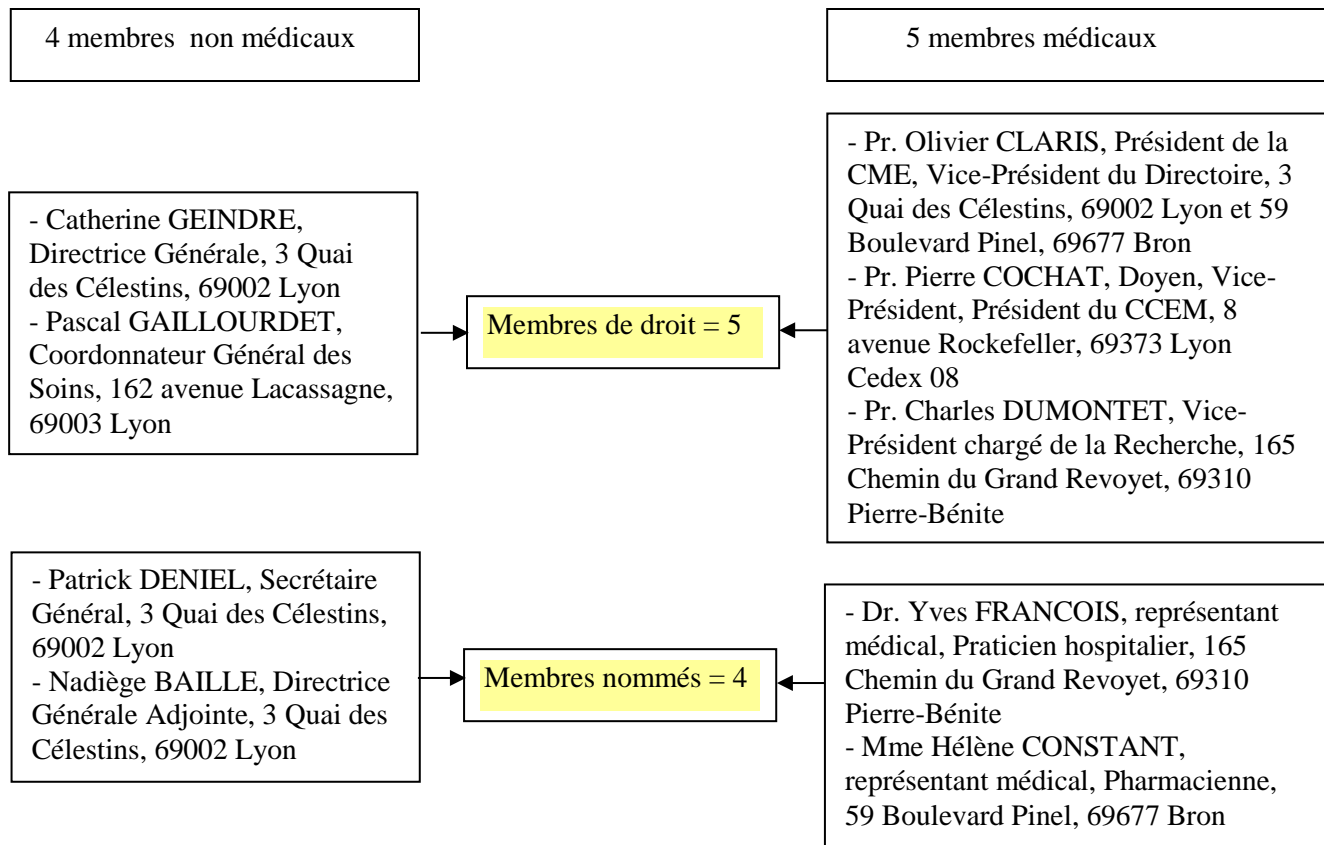 4 membres  non médicaux
5 membres médicaux
- Catherine GEINDRE,
Directrice Générale, 3 Quai
des Célestins, 69002 Lyon
- Pascal GAILLOURDET,
Coordonnateur Général des
Soins, 162 avenue Lacassagne,
69003 Lyon
Membres de droit = 5
- Pr. Olivier CLARIS, Président de la
CME, Vice-Président du Directoire, 3
Quai des Célestins, 69002 Lyon et 59
Boulevard Pinel, 69677 Bron
- Pr. Pierre COCHAT, Doyen, Vice-
Président, Président du CCEM, 8
avenue Rockefeller, 69373 Lyon
Cedex 08
- Pr. Charles DUMONTET, Vice-
Président chargé de la Recherche, 165
Chemin du Grand Revoyet, 69310
Pierre-Bénite
- Patrick DENIEL, Secrétaire
Général, 3 Quai des Célestins,
69002 Lyon
- Nadiège BAILLE, Directrice
Générale Adjointe, 3 Quai des
Célestins, 69002 Lyon
Membres nommés = 4
- Dr. Yves FRANCOIS, représentant
médical, Praticien hospitalier, 165
Chemin du Grand Revoyet, 69310
Pierre-Bénite
- Mme Hélène CONSTANT,
représentant médical, Pharmacienne,
59 Boulevard Pinel, 69677 Bron